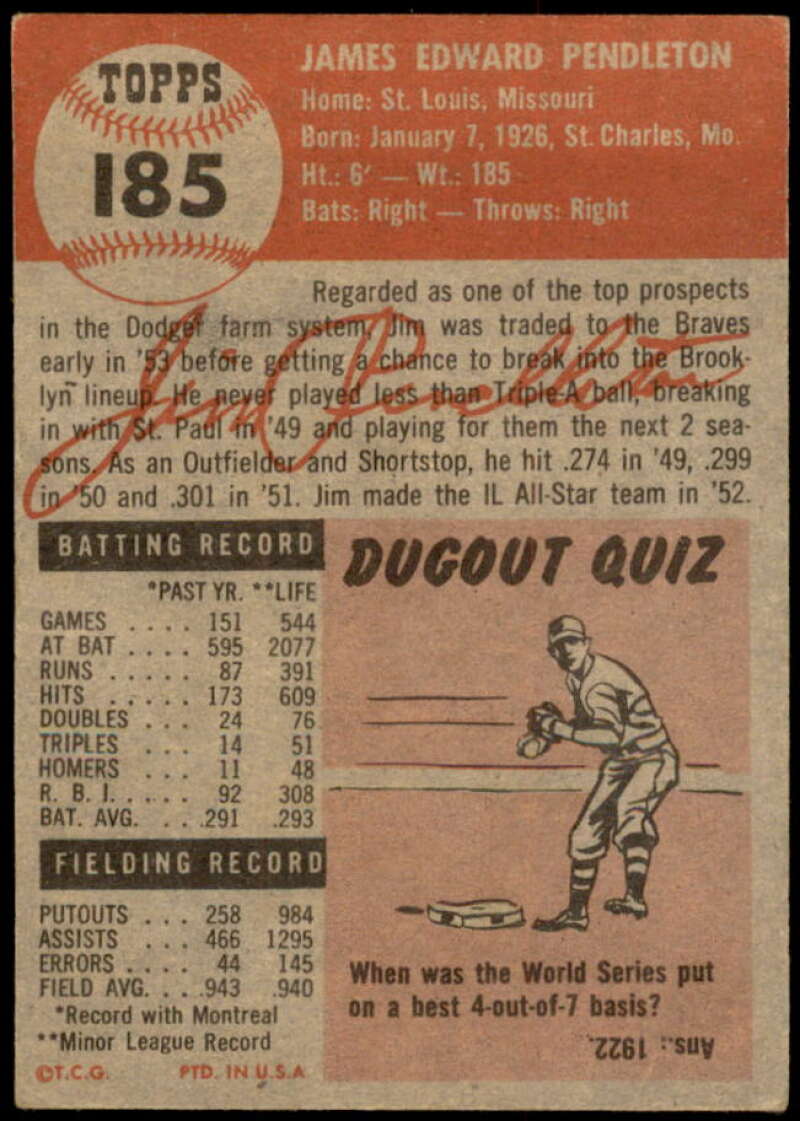 TOPPS
185
JAMES EDWARD PENDLETON
Home: St. Louis, Missouri
Born: January 7, 1926, St. Charles, Mo.
Ht.: 6' — Wt.: 185
Bats: Right — Throws: Right
Regarded as one of the top prospects
in the Dodger farm system, Jim was traded to the Braves
early in '53 before getting a chance to break into the Brook-
lyn lineup. He never played less than Triple-A ball, breaking
in with St. Paul in '49 and playing for them the next 2 sea-
sons. As an Outfielder and Shortstop, he hit .274 in '49, .299
in '50 and .301 in '51. Jim made the IL All-Star team in '52.
Jim Pendleton
BATTING RECORD
*PAST YR. **LIFE
GAMES .... 151 544
AT BAT .... 595 2077
RUNS ..... 87 391
HITS ..... 173 609
DOUBLES ... 24 76
TRIPLES ... 14 51
HOMERS ... 11 48
R. B. I. .... 92 308
BAT. AVG. ... .291 .293
FIELDING RECORD
PUTOUTS ... 258 984
ASSISTS ... 466 1295
ERRORS .... 44 145
FIELD AVG. ... .943 .940
*Record with Montreal
**Minor League Record
©T.C.G. PTD. IN U.S.A
DUGOUT QUIZ
When was the World Series put
on a best 4-out-of-7 basis?
Ans.: 1922.